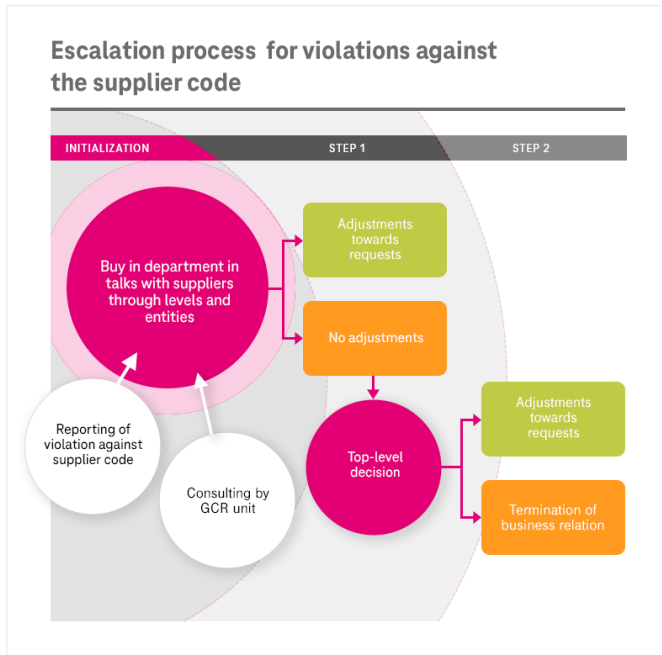 Escalation process for violations against
the supplier code
INITIALIZATION
STEP 1
STEP 2
Buy in department in
talks with suppliers
through levels and
entities
Adjustments
towards
requests
No adjustments
Reporting of
violation against
supplier code
Consulting by
GCR unit
Top-level
decision
Adjustments
towards
requests
Termination of
business relation